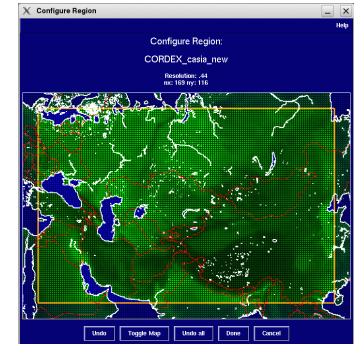 Configure Region
Help
Configure Region:
CORDEX_casia_new
Resolution: .44
nx: 169 ny: 116
Undo
Toggle Map
Undo all
Done
Cancel